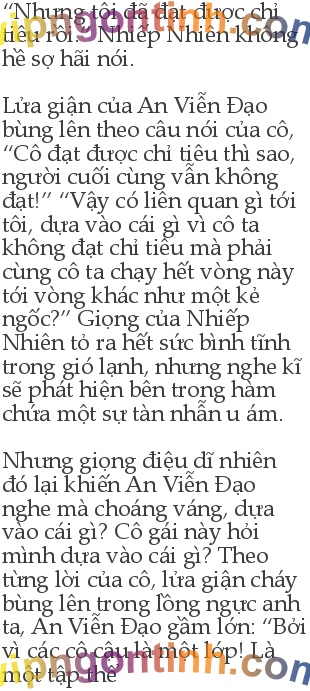 “Nhưng tôi đã đạt được chỉ
tiêu rồi.” Nhiếp Nhiên không
hề sợ hãi nói.

Lửa giận của An Viễn Đạo
bùng lên theo câu nói của cô,
“Cô đạt được chỉ tiêu thì sao,
người cuối cùng vẫn không
đạt!” “Vậy có liên quan gì tới
tôi, dựa vào cái gì vì cô ta
không đạt chỉ tiêu mà phải
cùng cô ta chạy hết vòng này
tới vòng khác như một kẻ
ngốc?” Giọng của Nhiếp
Nhiên tỏ ra hết sức bình tĩnh
trong gió lạnh, nhưng nghe kĩ
sẽ phát hiện bên trong hàm
chứa một sự tàn nhẫn u ám.

Nhưng giọng điệu dĩ nhiên
đó lại khiến An Viễn Đạo
nghe mà choáng váng, dựa
vào cái gì? Cô gái này hỏi
mình dựa vào cái gì? Theo
từng lời của cô, lửa giận cháy
bùng lên trong lồng ngực anh
ta, An Viễn Đạo gầm lớn: “Bởi
vì các cô cậu là một lớp! Là
một tập thể
vipngontinh.com
vipngontinh.com